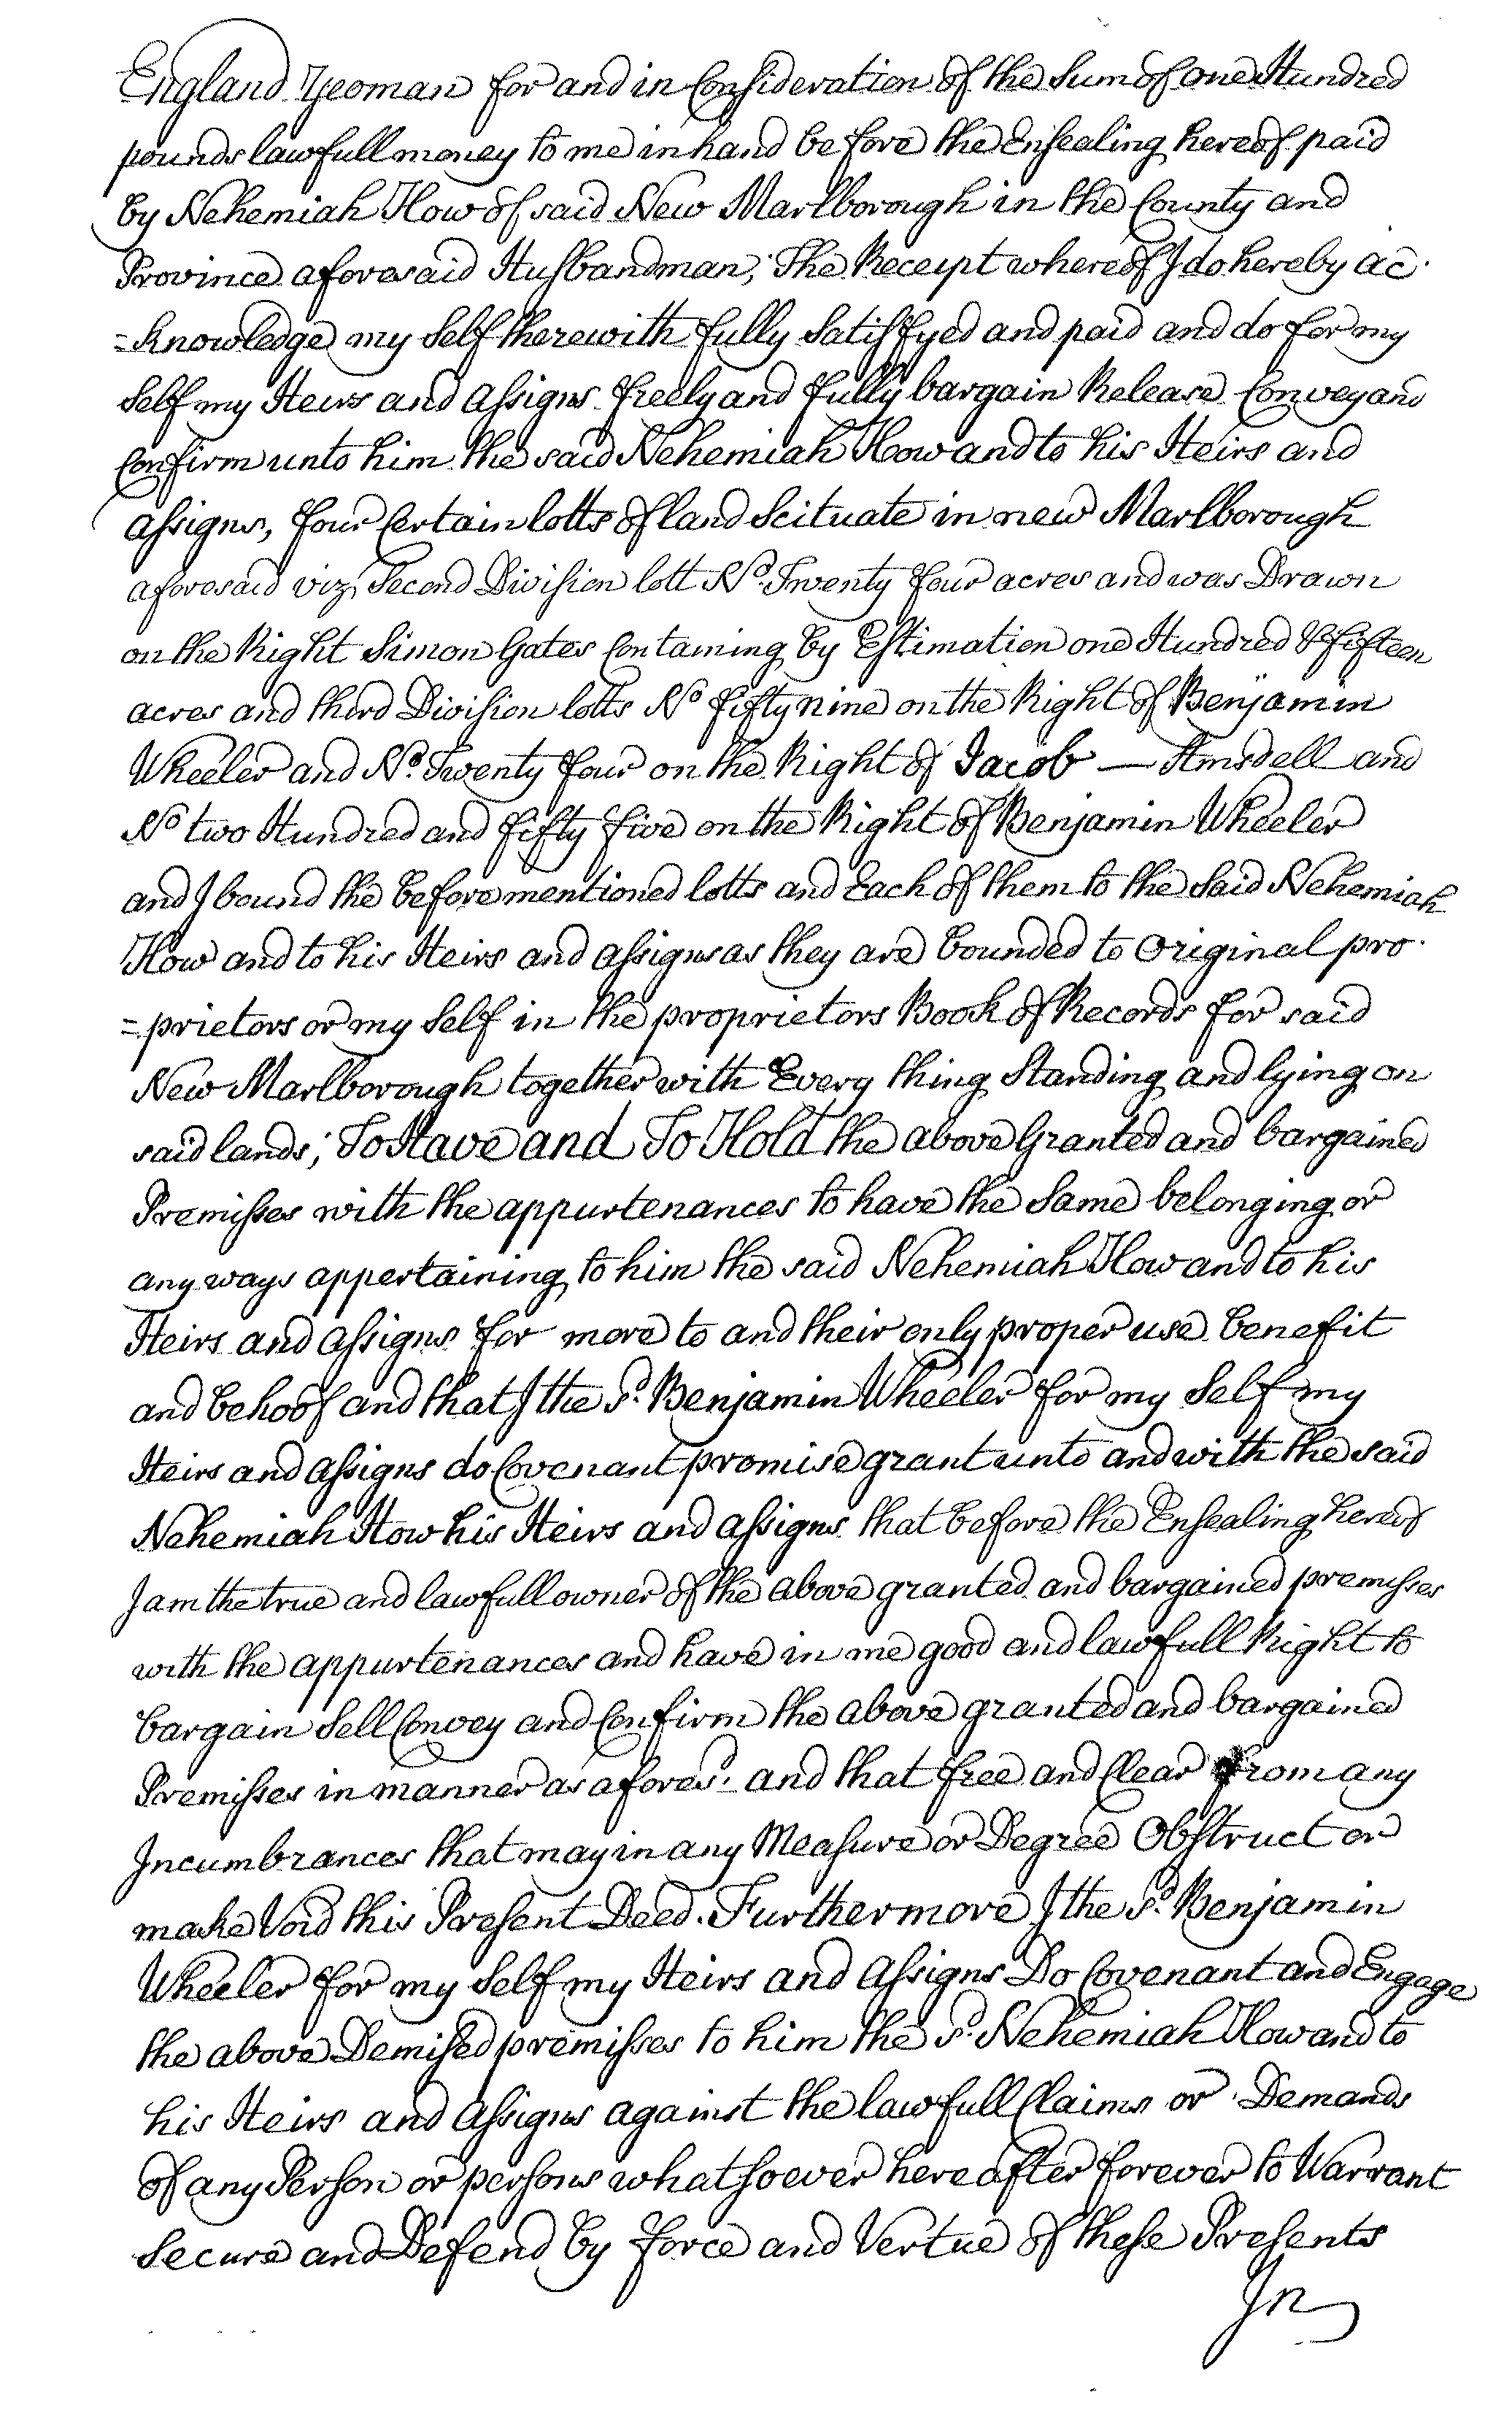 England Yeoman for and in Consideration of the Sum of one Hundred
pounds lawfull money to me in hand before the Ensealing hereof paid
by Nehemiah How of said New Marlborough in the County and
Province aforesaid Husbandman; The Receipt whereof I do hereby ac
=knowledge my Self therewith fully Satisfyed and paid and do for my
Self my Heirs and assigns freely and fully bargain Release Convey and
Confirm unto him the said Nehemiah How and to his Heirs and
assigns, four Certain lotts of land Scituate in new Marlborough
aforesaid viz, Second Division lott No. Twenty four acres and was Drawn
on the Right Simon Gates Containing by Estimation one Hundred & fifteen
acres and third Division lotts No fifty nine on the Right of Benjamin
Wheeler and No. Twenty four on the Right of Jacob — Amsdell and
No two Hundred and fifty five on the Right of Benjamin Wheeler
and I bound the before mentioned lotts and Each of them to the Said Nehemiah
How and to his Heirs and assigns as they are bounded to original pro
=prietors or my Self in the proprietors Book of Records for said
New Marlborough together with Every thing Standing and lying on
said lands; To Have and To Hold the above Granted and bargained
Premisses with the appurtenances to have the Same belonging or
any ways appertaining to him the said Nehemiah How and to his
Heirs and assigns for more to and their only proper use benefit
and behoof and that I the Sd. Benjamin Wheeler for my Self my
Heirs and assigns do Covenant promise grant unto and with the said
Nehemiah How his Heirs and assigns that before the Ensealing hereof
I am the true and lawfull owner of the above granted and bargained premisses
with the appurtenances and have in me good and lawfull Right to
bargain Sell Convey and Confirm the above granted and bargained
Premisses in manner as aforesd. and that free and Clear from any
Incumbrances that may in any Measure or Degree Obstruct or
make Void this Present Deed. Furthermore I the Sd. Benjamin
Wheeler for my Self my Heirs and Assigns Do Covenant and Engage
the above Demised premisses to him the Sd. Nehemiah How and to
his Heirs and Assigns against the lawfull Claims or Demands
of any Person or persons whatsoever hereafter forever to Warrant
Secure and Defend by force and Vertue of these Presents
In